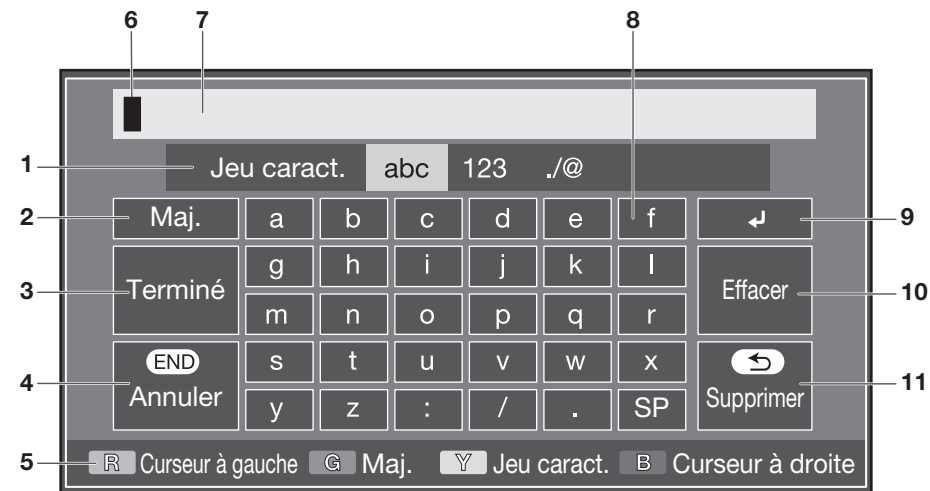 6 7 8
1 Jeu caract. abc 123 ./@
2 Maj. a b c d e f ↲ 9
3 Terminé g h i j k l Effacer 10
m n o p q r
4 END Annuler s t u v w x Supprimer 11
y z : / . SP
5 R Curseur à gauche G Maj. Y Jeu caract. B Curseur à droite